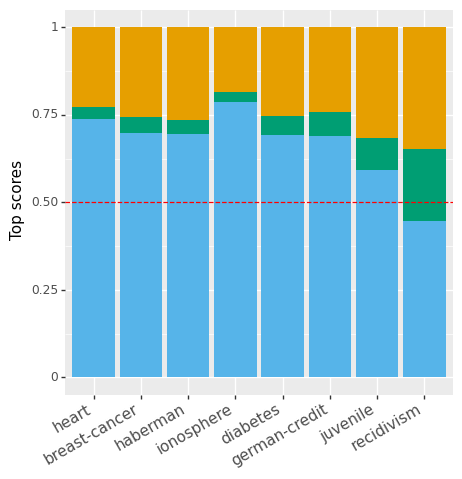 1
0.75
0.50
0.25
0
Top scores
heart
breast-cancer
haberman
ionosphere
diabetes
german-credit
juvenile
recidivism